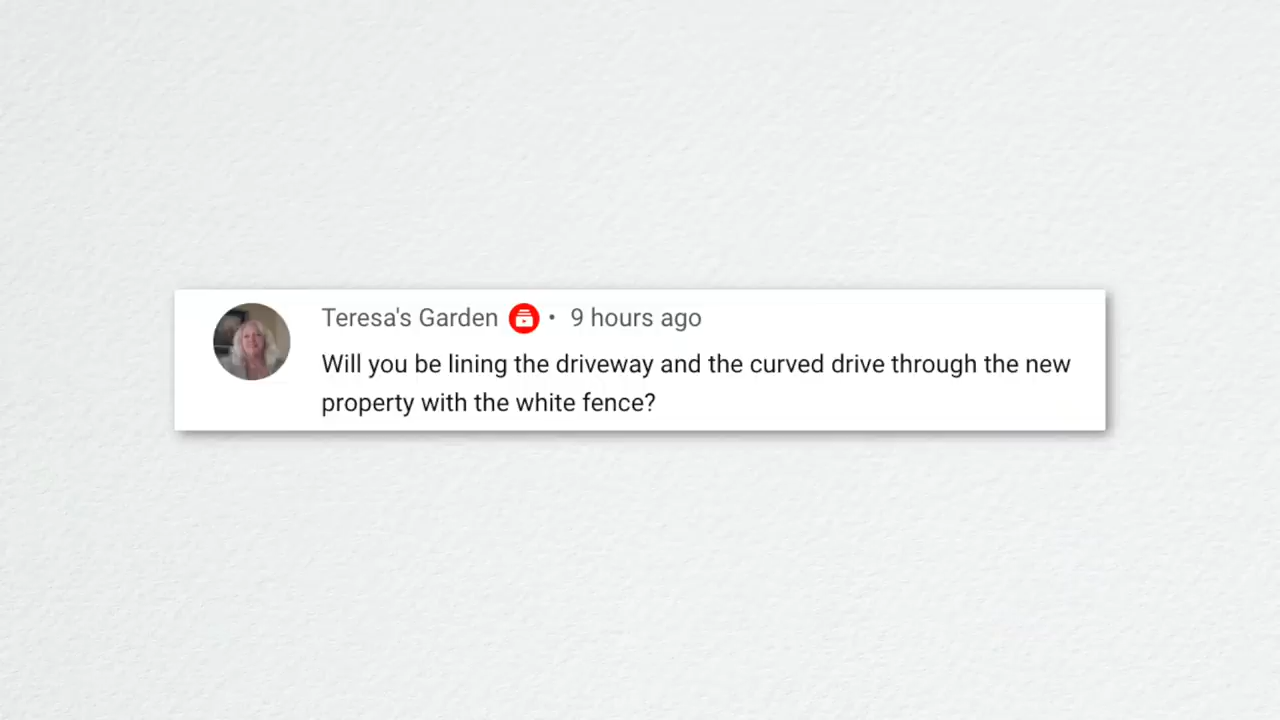 Teresa's Garden • 9 hours ago
Will you be lining the driveway and the curved drive through the new
property with the white fence?